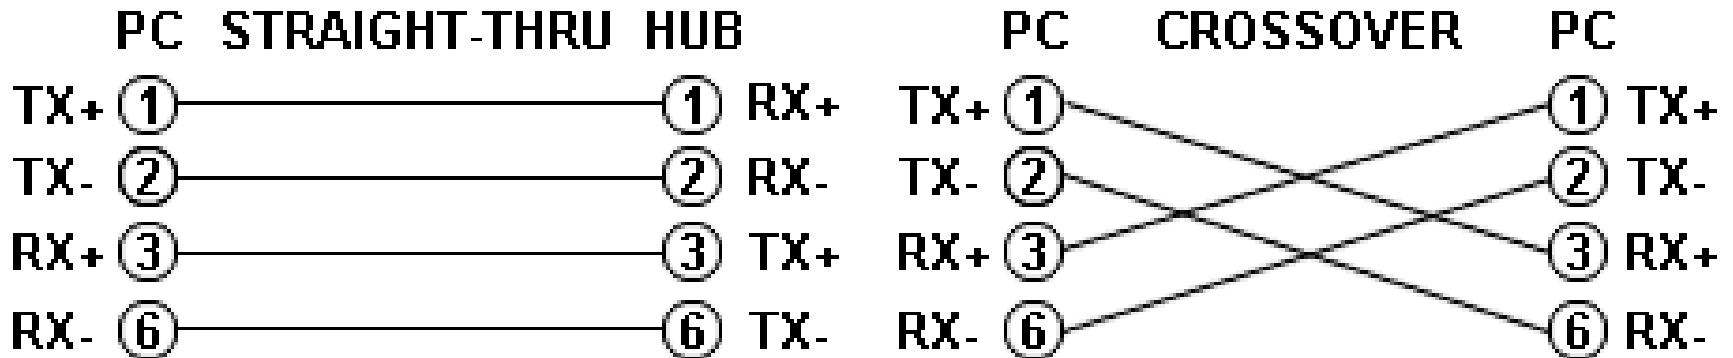 PC STRAIGHT-THRU HUB PC CROSSOVER PC
TX+ 1 1 RX+ TX+ 1 1 TX+
TX- 2 2 RX- TX- 2 2 TX-
RX+ 3 3 TX+ RX+ 3 3 RX+
RX- 6 6 TX- RX- 6 6 RX-